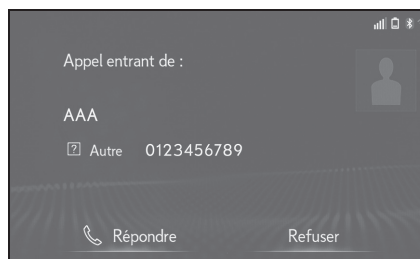 Appel entrant de :
AAA
? Autre 0123456789
Répondre Refuser